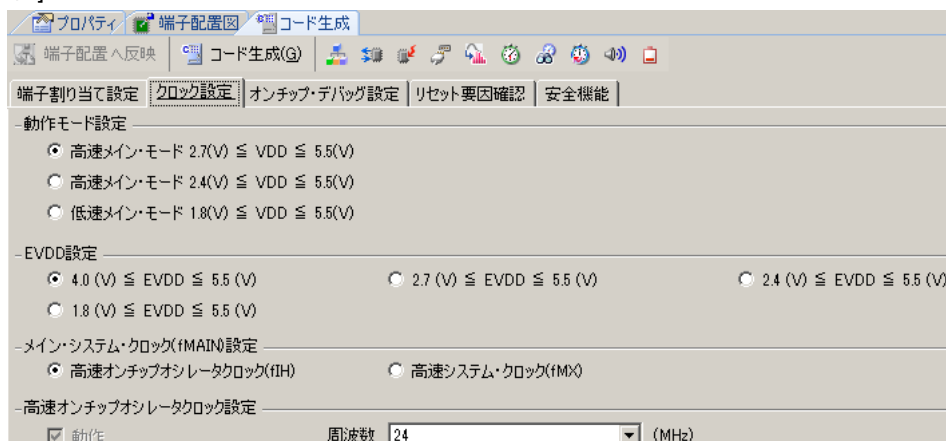 プロパティ 端子配置図 コード生成
端子配置へ反映 コード生成(G)
端子割り当て設定 クロック設定 オンチップ・デバッグ設定 リセット要因確認 安全機能
動作モード設定
高速メイン・モード 2.7(V) ≦ VDD ≦ 5.5(V)
高速メイン・モード 2.4(V) ≦ VDD ≦ 5.5(V)
低速メイン・モード 1.8(V) ≦ VDD ≦ 5.5(V)
EVDD設定
4.0 (V) ≦ EVDD ≦ 5.5 (V) 2.7 (V) ≦ EVDD ≦ 5.5 (V) 2.4 (V) ≦ EVDD ≦ 5.5 (V)
1.8 (V) ≦ EVDD ≦ 5.5 (V)
メイン・システム・クロック(fMAIN)設定
高速オンチップオシレータクロック(fIH) 高速システム・クロック(fMX)
高速オンチップオシレータクロック設定
動作 周波数 24 (MHz)